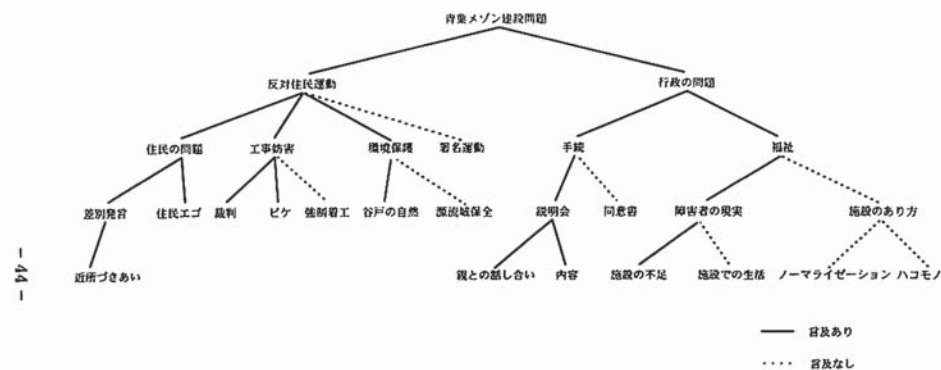 青葉メゾン建設問題
反対住民運動 行政の問題
住民の問題 工事妨害 環境保護 署名運動 手続 福祉
差別発言 住民エゴ 裁判 ピケ 強制着工 谷戸の自然 源流域保全 説明会 同意書 障害者の現実 施設のあり方
近所づきあい 親との話し合い 内容 施設の不足 施設での生活 ノーマライゼーション ハコモノ
- 44 -
言及あり
言及なし